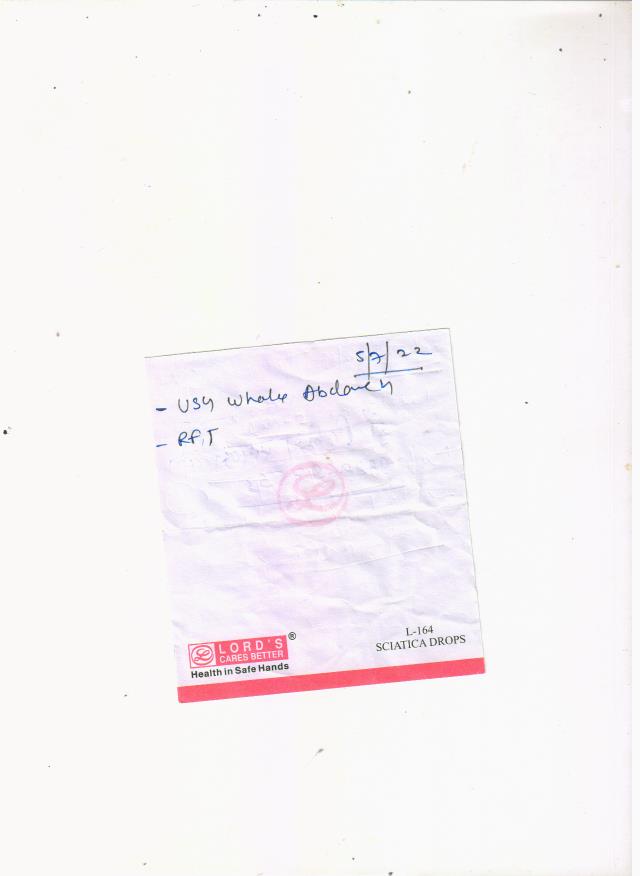 5/7/22
- USG Whole Abdomen
- RFT
LORD'S ®
CARES BETTER
Health in Safe Hands
L-164
SCIATICA DROPS